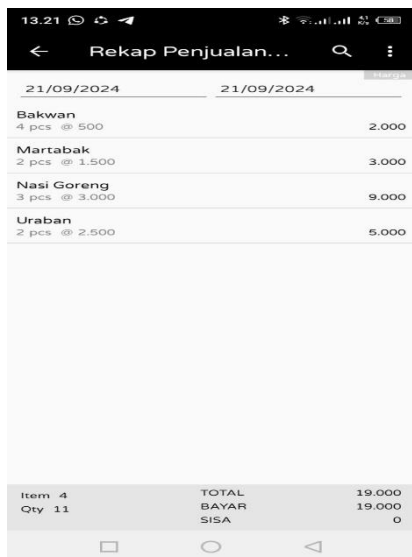 13.21
58
← Rekap Penjualan...
Harga
21/09/2024 21/09/2024
Bakwan
4 pcs @ 500 2.000
Martabak
2 pcs @ 1.500 3.000
Nasi Goreng
3 pcs @ 3.000 9.000
Uraban
2 pcs @ 2.500 5.000
Item 4 TOTAL 19.000
Qty 11 BAYAR 19.000
SISA 0